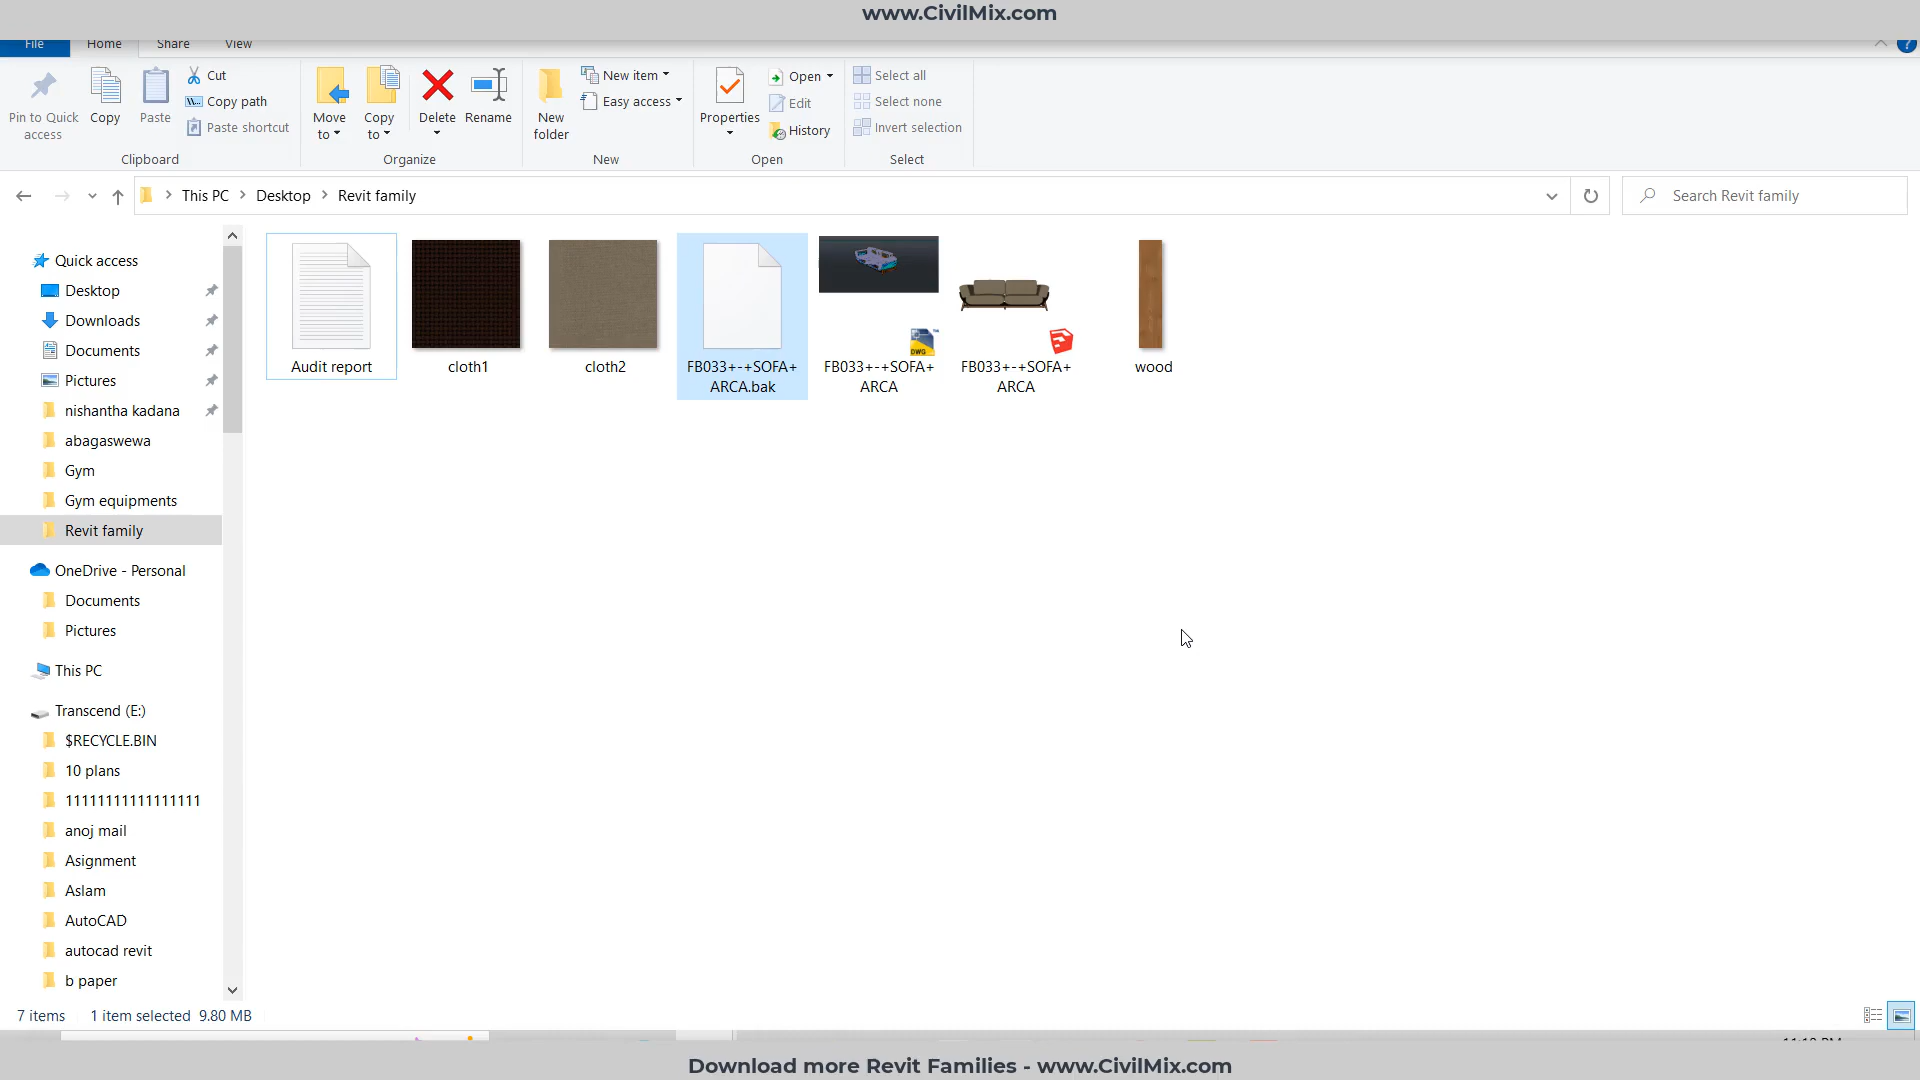 www.CivilMix.com
File Home Share View
Pin to Quick access
Copy
Paste
Cut
Copy path
Paste shortcut
Clipboard
Move to
Copy to
Delete
Rename
Organize
New folder
New item
Easy access
New
Properties
Open
Edit
History
Open
Select all
Select none
Invert selection
Select
This PC > Desktop > Revit family
Search Revit family
Quick access
Desktop
Downloads
Documents
Pictures
nishantha kadana
abagaswewa
Gym
Gym equipments
Revit family
OneDrive - Personal
Documents
Pictures
This PC
Transcend (E:)
$RECYCLE.BIN
10 plans
11111111111111111
anoj mail
Asignment
Aslam
AutoCAD
autocad revit
b paper
Audit report
cloth1
cloth2
FB033+-+SOFA+
ARCA.bak
DWG
FB033+-+SOFA+
ARCA
FB033+-+SOFA+
ARCA
wood
7 items 1 item selected 9.80 MB
Download more Revit Families - www.CivilMix.com